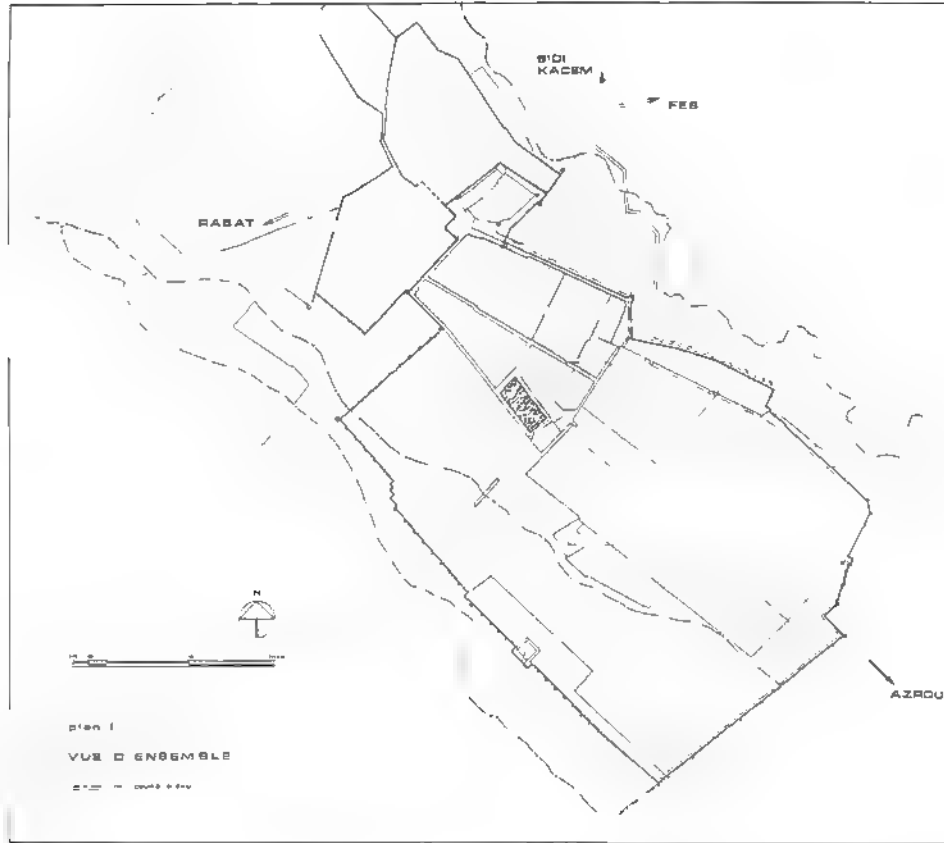 SIDI
KACEM
FES
RABAT
N
AZROU
plan I
VUE D ENSEMBLE